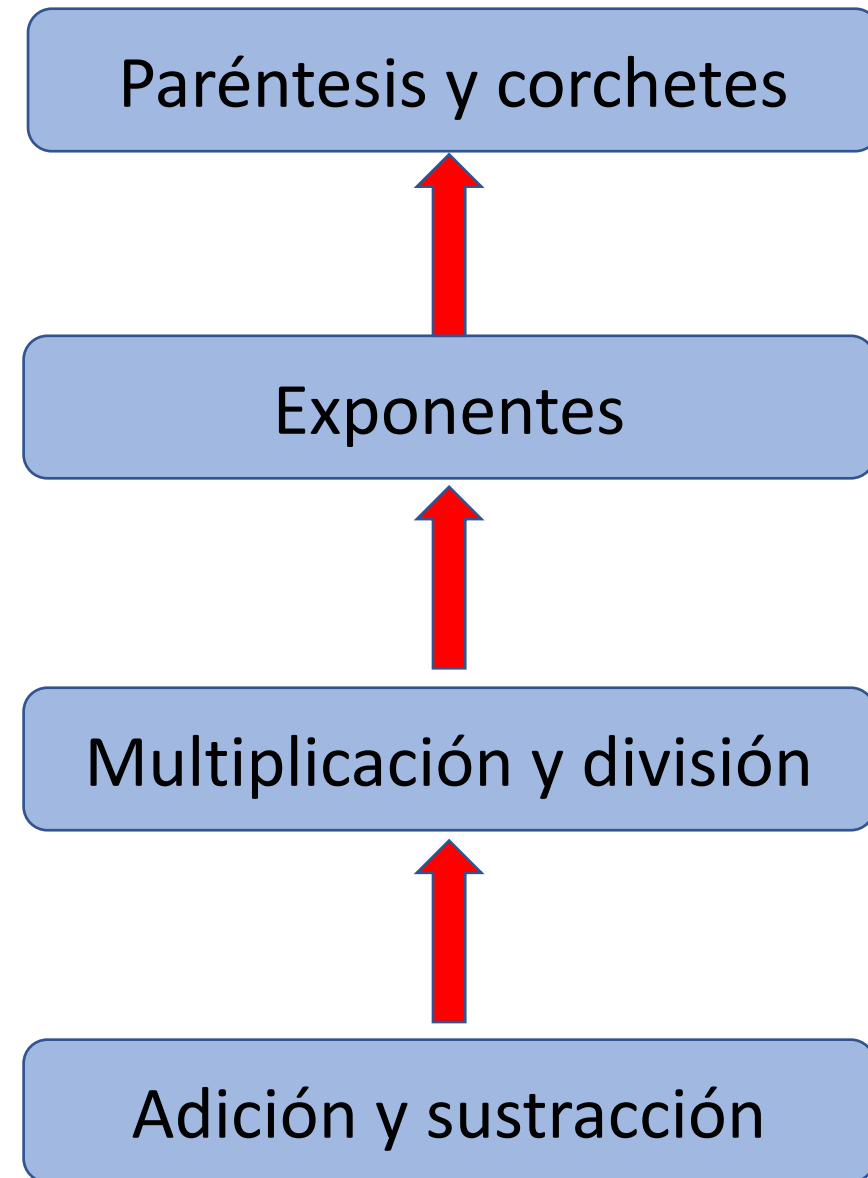 Paréntesis y corchetes
Exponentes
Multiplicación y división
Adición y sustracción